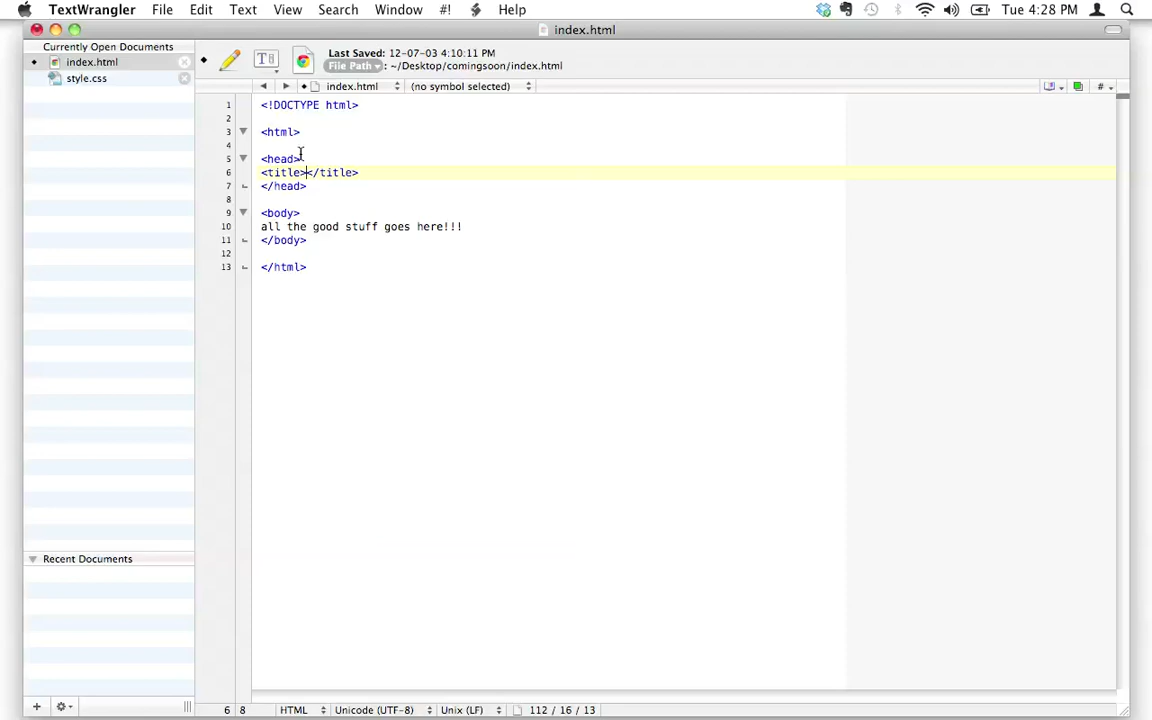 TextWrangler File Edit Text View Search Window #! Help Tue 4:28 PM
index.html
Currently Open Documents
index.html
style.css
Last Saved: 12-07-03 4:10:11 PM
File Path : ~/Desktop/comingsoon/index.html
index.html (no symbol selected) #
1 <!DOCTYPE html>
2
3 <html>
4
5 <head>
6 <title></title>
7 </head>
8
9 <body>
10 all the good stuff goes here!!!
11 </body>
12
13 </html>
Recent Documents
6 8 HTML Unicode (UTF-8) Unix (LF) 112 / 16 / 13